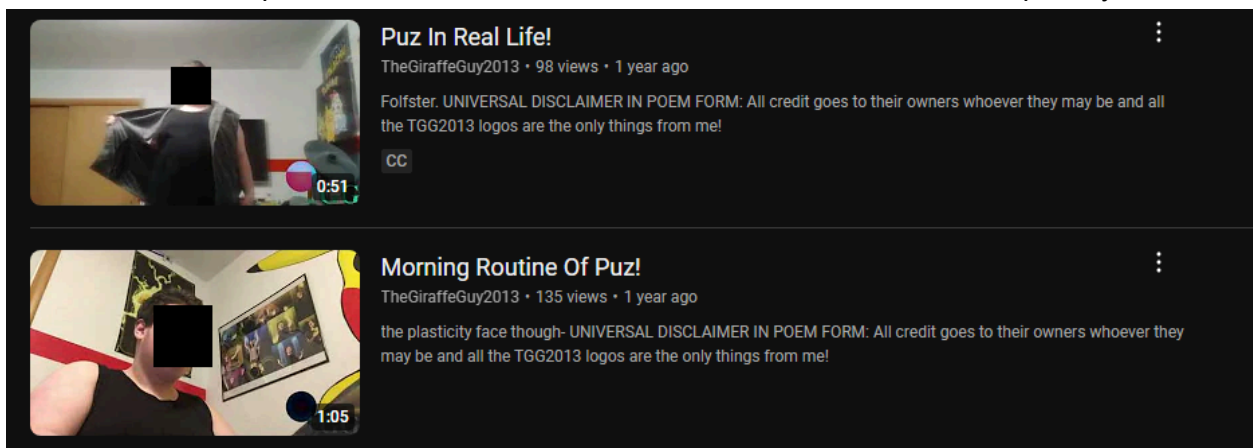 Puz In Real Life!
TheGiraffeGuy2013 • 98 views • 1 year ago
Folfster. UNIVERSAL DISCLAIMER IN POEM FORM: All credit goes to their owners whoever they may be and all
the TGG2013 logos are the only things from me!
CC
0:51
Morning Routine Of Puz!
TheGiraffeGuy2013 • 135 views • 1 year ago
the plasticity face though- UNIVERSAL DISCLAIMER IN POEM FORM: All credit goes to their owners whoever they
may be and all the TGG2013 logos are the only things from me!
1:05